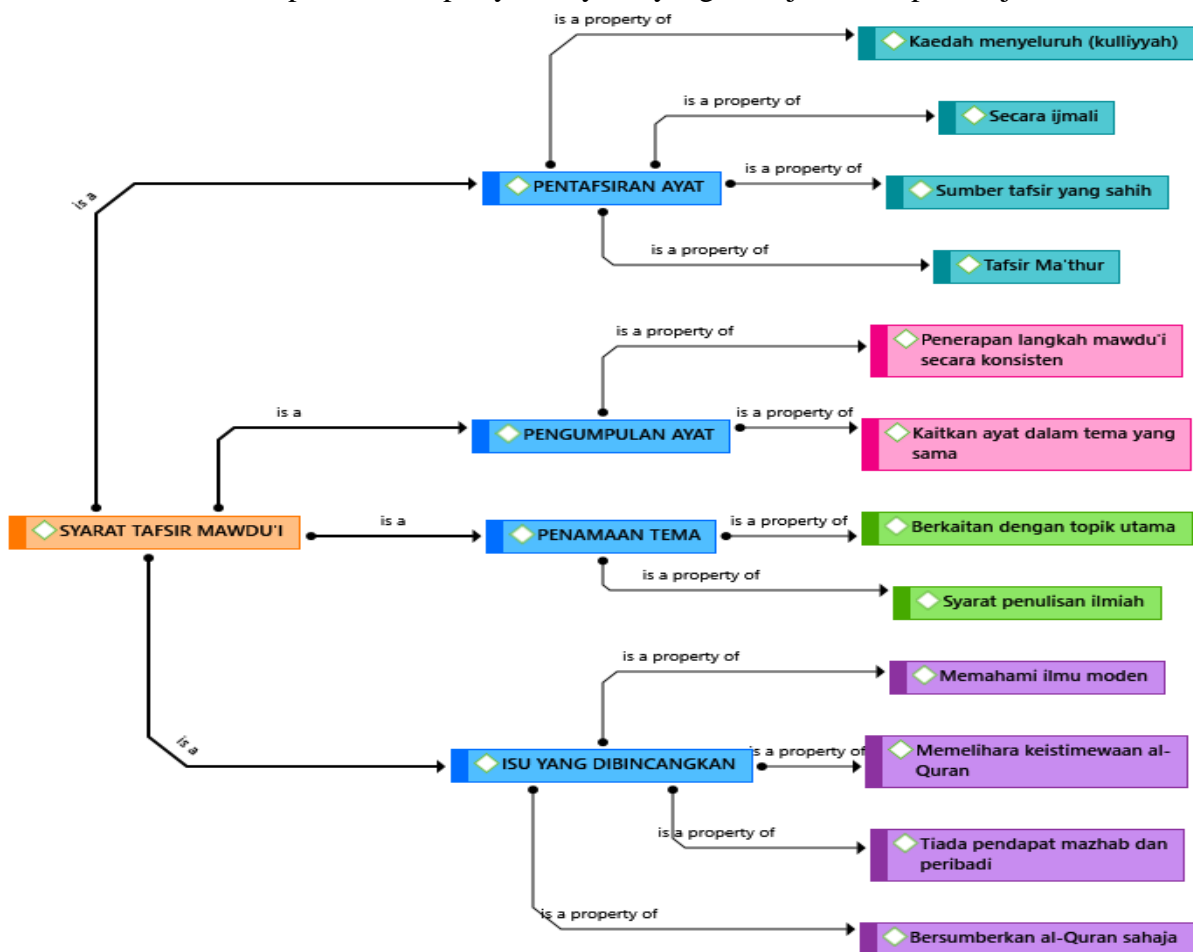 is a property of
Kaedah menyeluruh (kulliyyah)
is a property of
Secara ijmali
is a property of
PENTAFSIRAN AYAT
Sumber tafsir yang sahih
is a
is a property of
Tafsir Ma'thur
is a property of
Penerapan langkah mawdu'i
secara konsisten
is a
is a property of
PENGUMPULAN AYAT
Kaitkan ayat dalam tema yang
sama
SYARAT TAFSIR MAWDU'I
is a
PENAMAAN TEMA
is a property of
Berkaitan dengan topik utama
is a property of
Syarat penulisan ilmiah
is a property of
Memahami ilmu moden
is a
ISU YANG DIBINCANGKAN
is a property of
Memelihara keistimewaan al-
Quran
is a property of
Tiada pendapat mazhab dan
peribadi
is a property of
Bersumberkan al-Quran sahaja